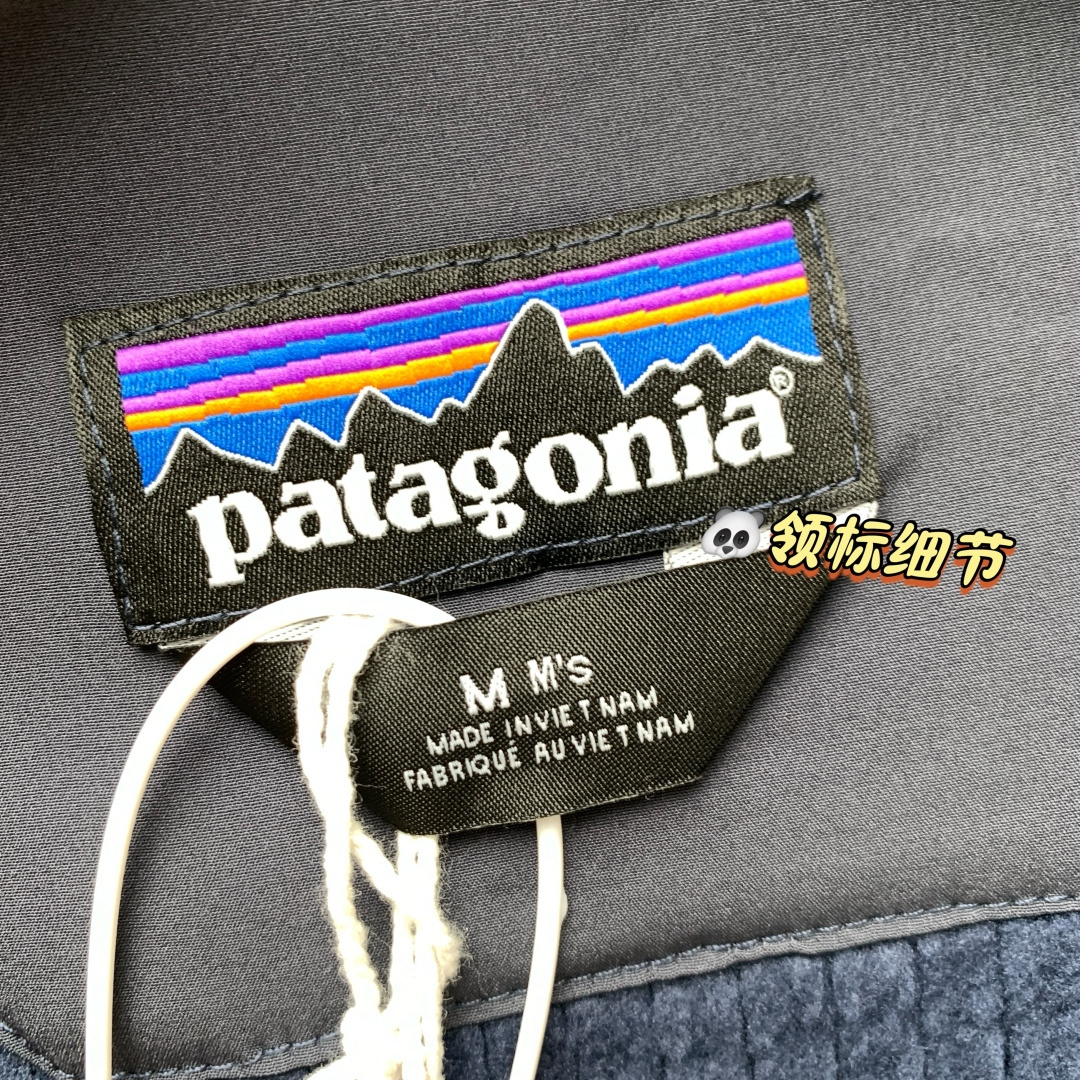 patagonia®
领标细节
M M'S
MADE IN VIETNAM
FABRIQUÉ AU VIETNAM